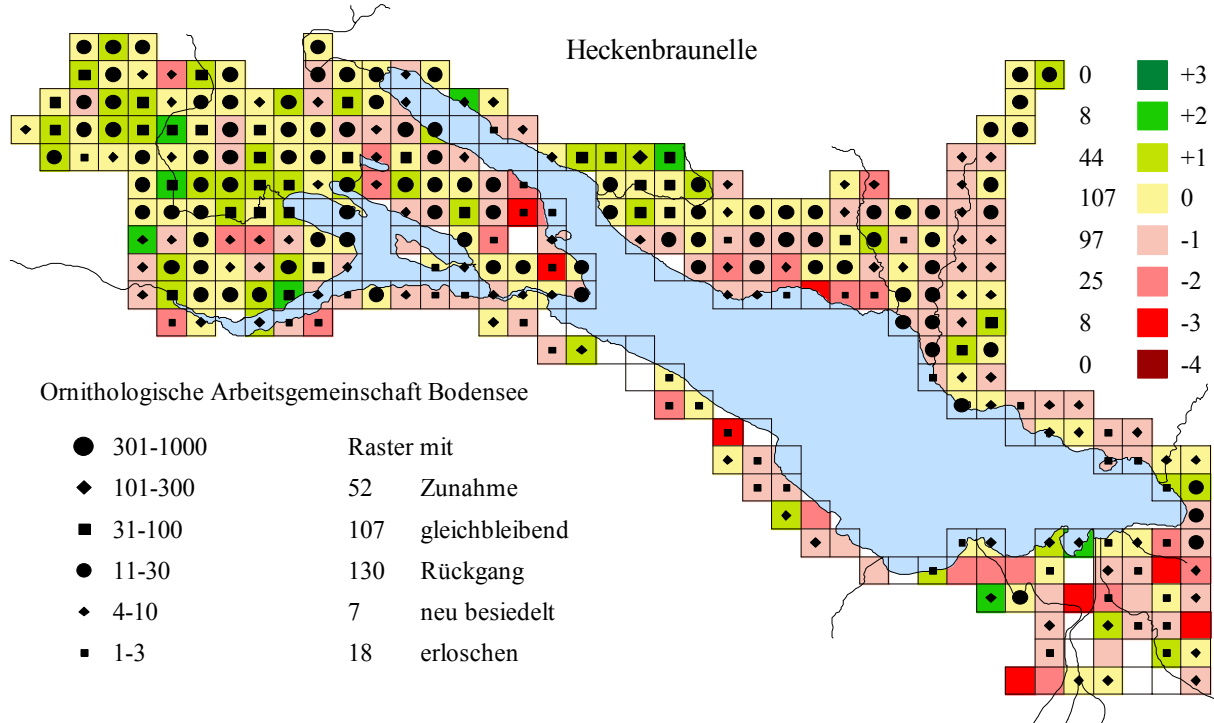 Heckenbraunelle
0 +3
8 +2
44 +1
107 0
97 -1
25 -2
8 -3
0 -4
Ornithologische Arbeitsgemeinschaft Bodensee
301-1000 Raster mit
101-300 52 Zunahme
31-100 107 gleichbleibend
11-30 130 Rückgang
4-10 7 neu besiedelt
1-3 18 erloschen